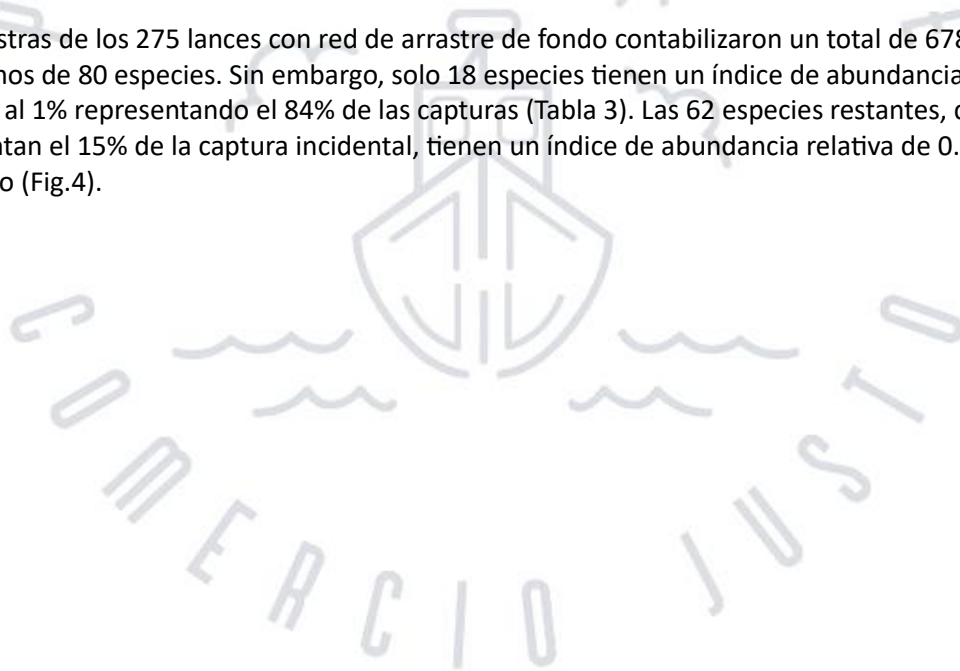 stras de los 275 lances con red de arrastre de fondo contabilizaron un total de 678
nos de 80 especies. Sin embargo, solo 18 especies tienen un índice de abundancia
al 1% representando el 84% de las capturas (Tabla 3). Las 62 especies restantes,
tan el 15% de la captura incidental, tienen un índice de abundancia relativa de 0.
o (Fig.4).
COMERCIO JUSTO